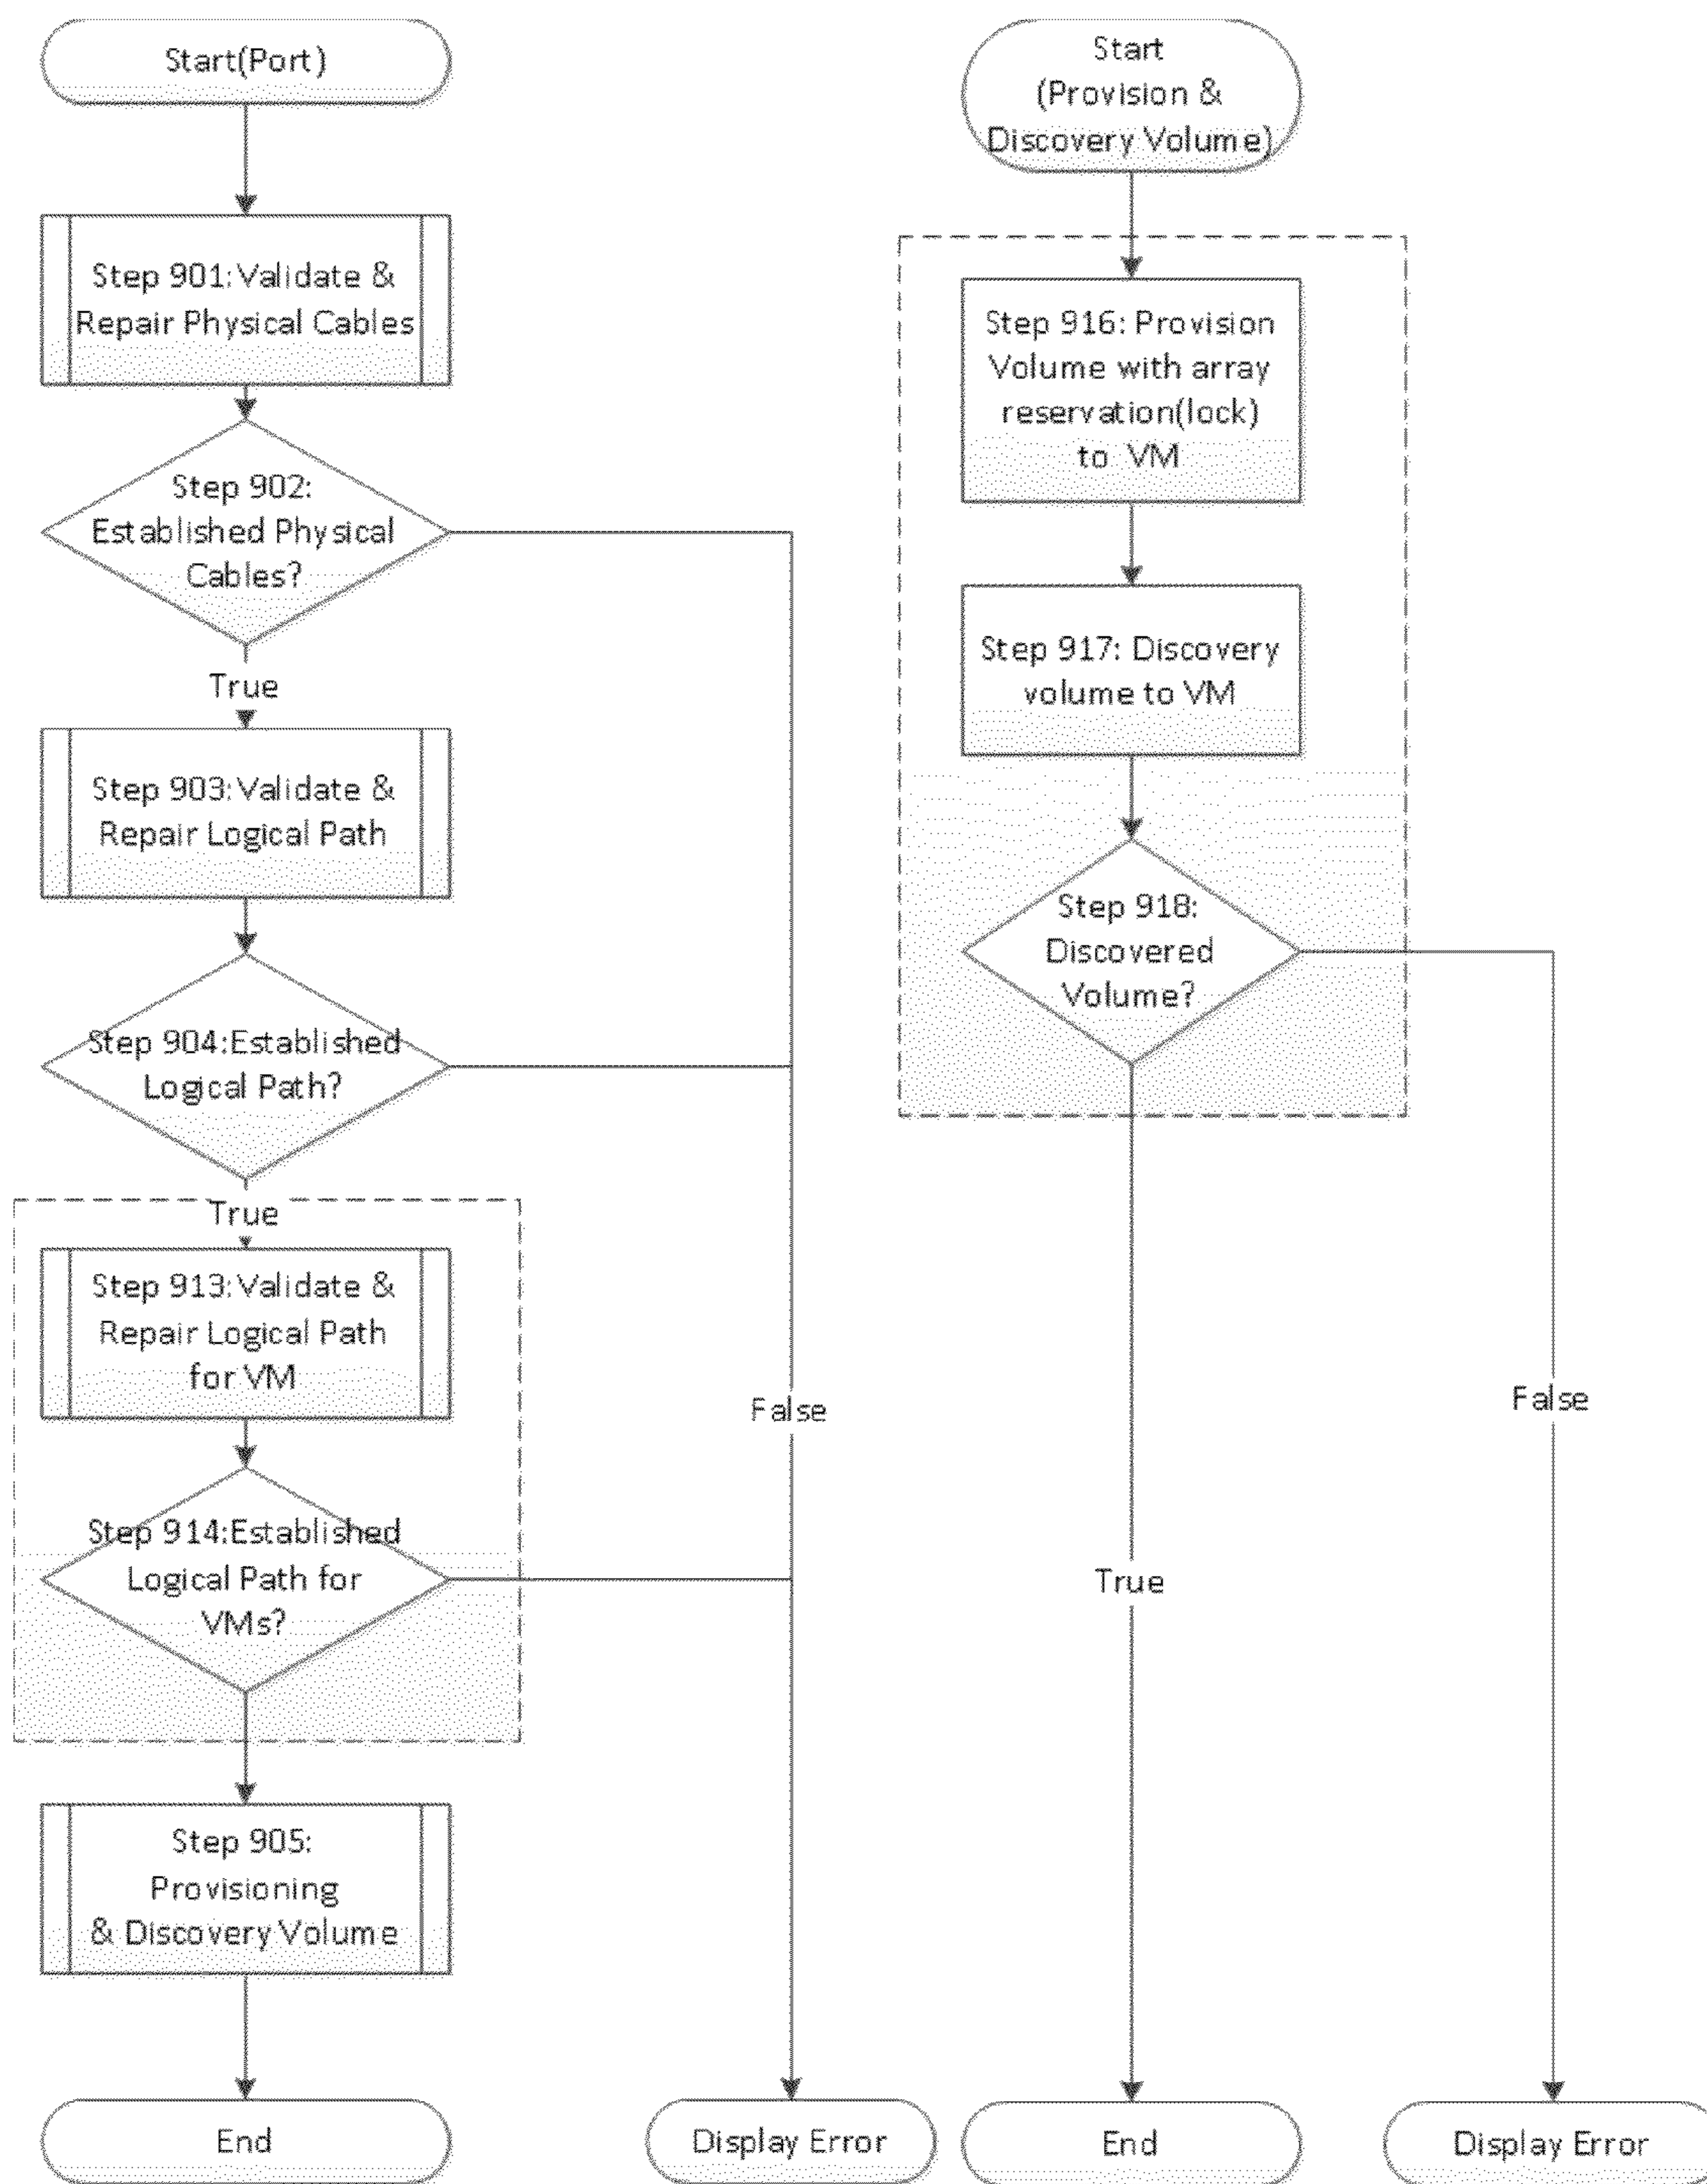 Start(Port)
Step 901:Validate &
Repair Physical Cables
Step 902:
Established Physical
Cables?
True
Step 903:Validate &
Repair Logical Path
Step 904:Established
Logical Path?
True
Step 913:Validate &
Repair Logical Path
for VM
Step 914:Established
Logical Path for
VMs?
Step 905:
Provisioning
& Discovery Volume
End
False
Display Error
Start
(Provision &
Discovery Volume)
Step 916: Provision
Volume with array
reservation(lock)
to VM
Step 917: Discovery
volume to VM
Step 918:
Discovered
Volume?
True
End
False
Display Error